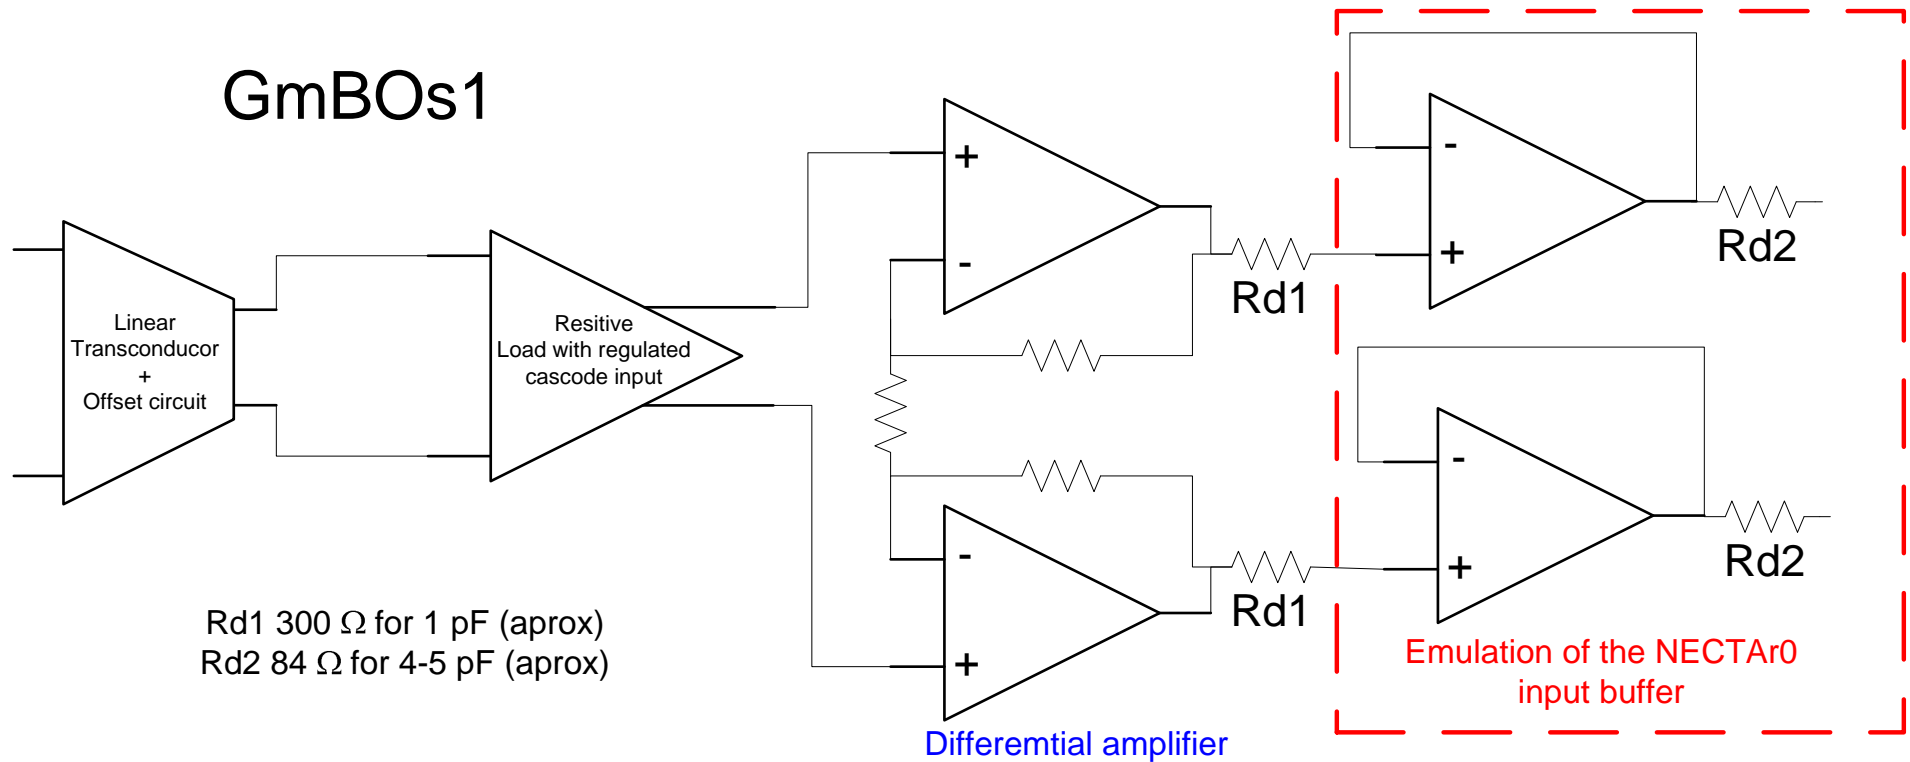 GmBOs1
+
-
-
+
Rd2
Rd1
Linear
Transconducor
+
Offset circuit
Resitive
Load with regulated
cascode input
-
+
-
+
Rd2
Rd1
Rd1 300 Ω for 1 pF (aprox)
Rd2 84 Ω for 4-5 pF (aprox)
Emulation of the NECTAr0
input buffer
Differemtial amplifier